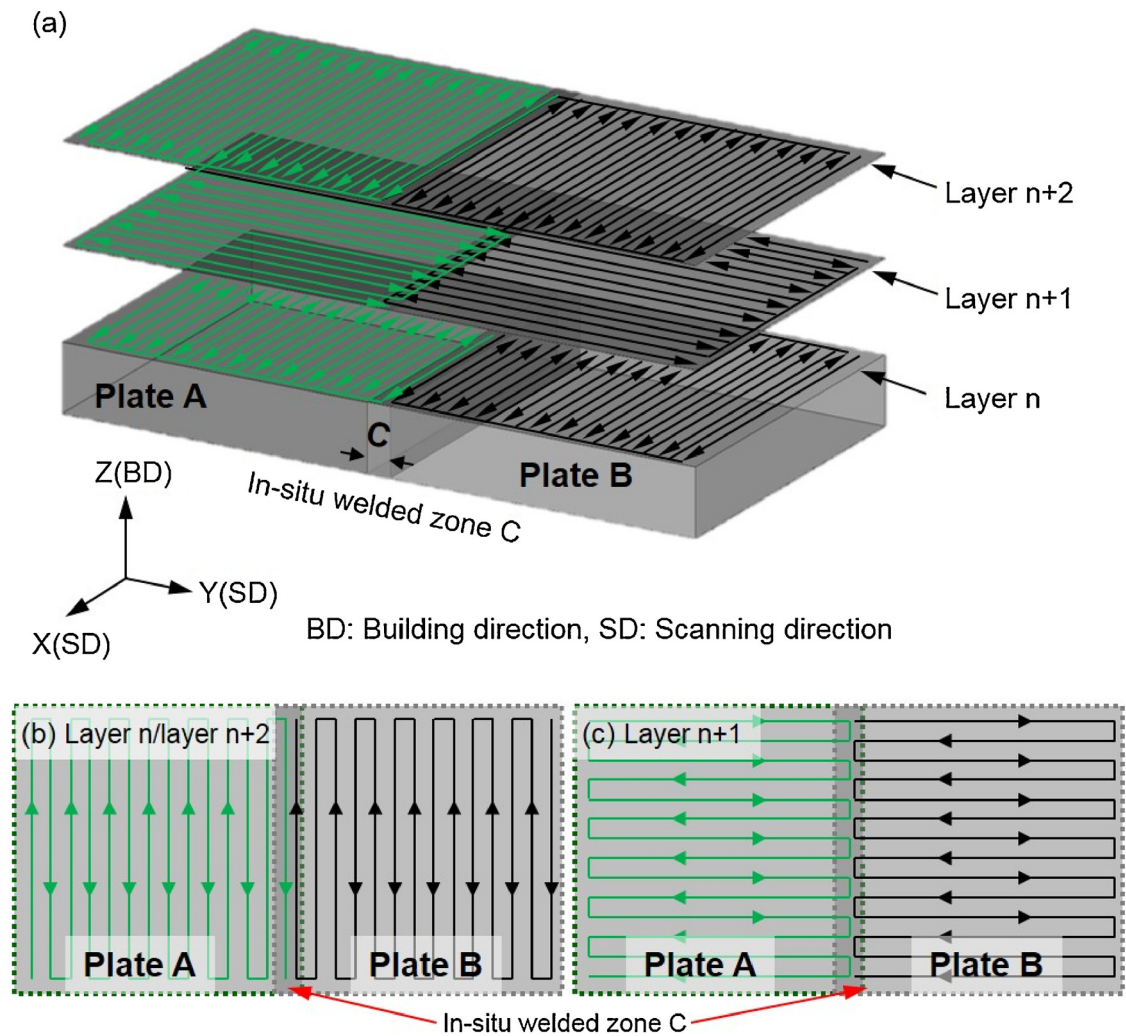 (a)
Layer n+2
Layer n+1
Layer n
Plate A
C
Plate B
In-situ welded zone C
Z(BD)
Y(SD)
X(SD)
BD: Building direction, SD: Scanning direction
(b) Layer n/layer n+2
(c) Layer n+1
Plate A
Plate B
Plate A
Plate B
In-situ welded zone C